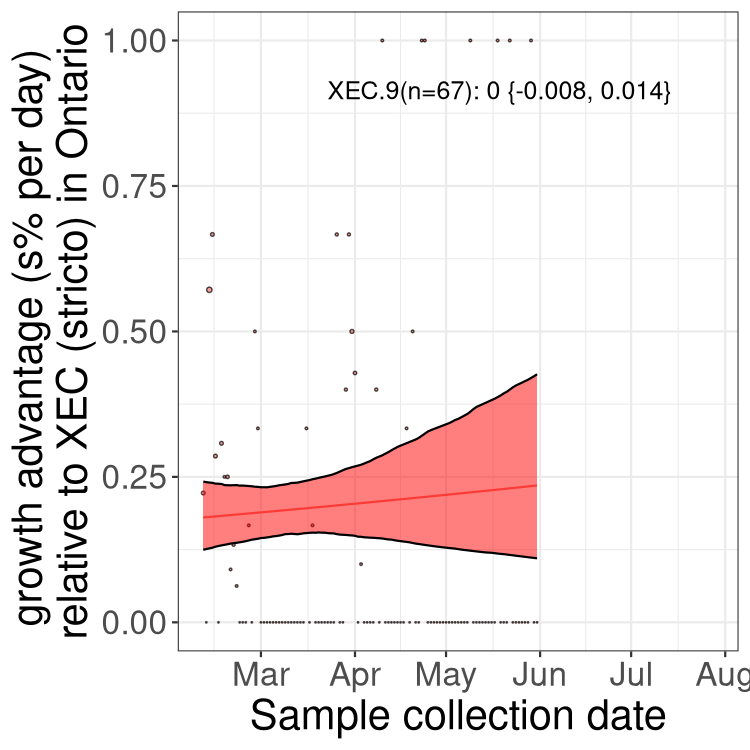 growth advantage (s% per day)
relative to XEC (stricto) in Ontario
1.00
0.75
0.50
0.25
0.00
XEC.9(n=67): 0 {-0.008, 0.014}
Mar Apr May Jun Jul Aug
Sample collection date